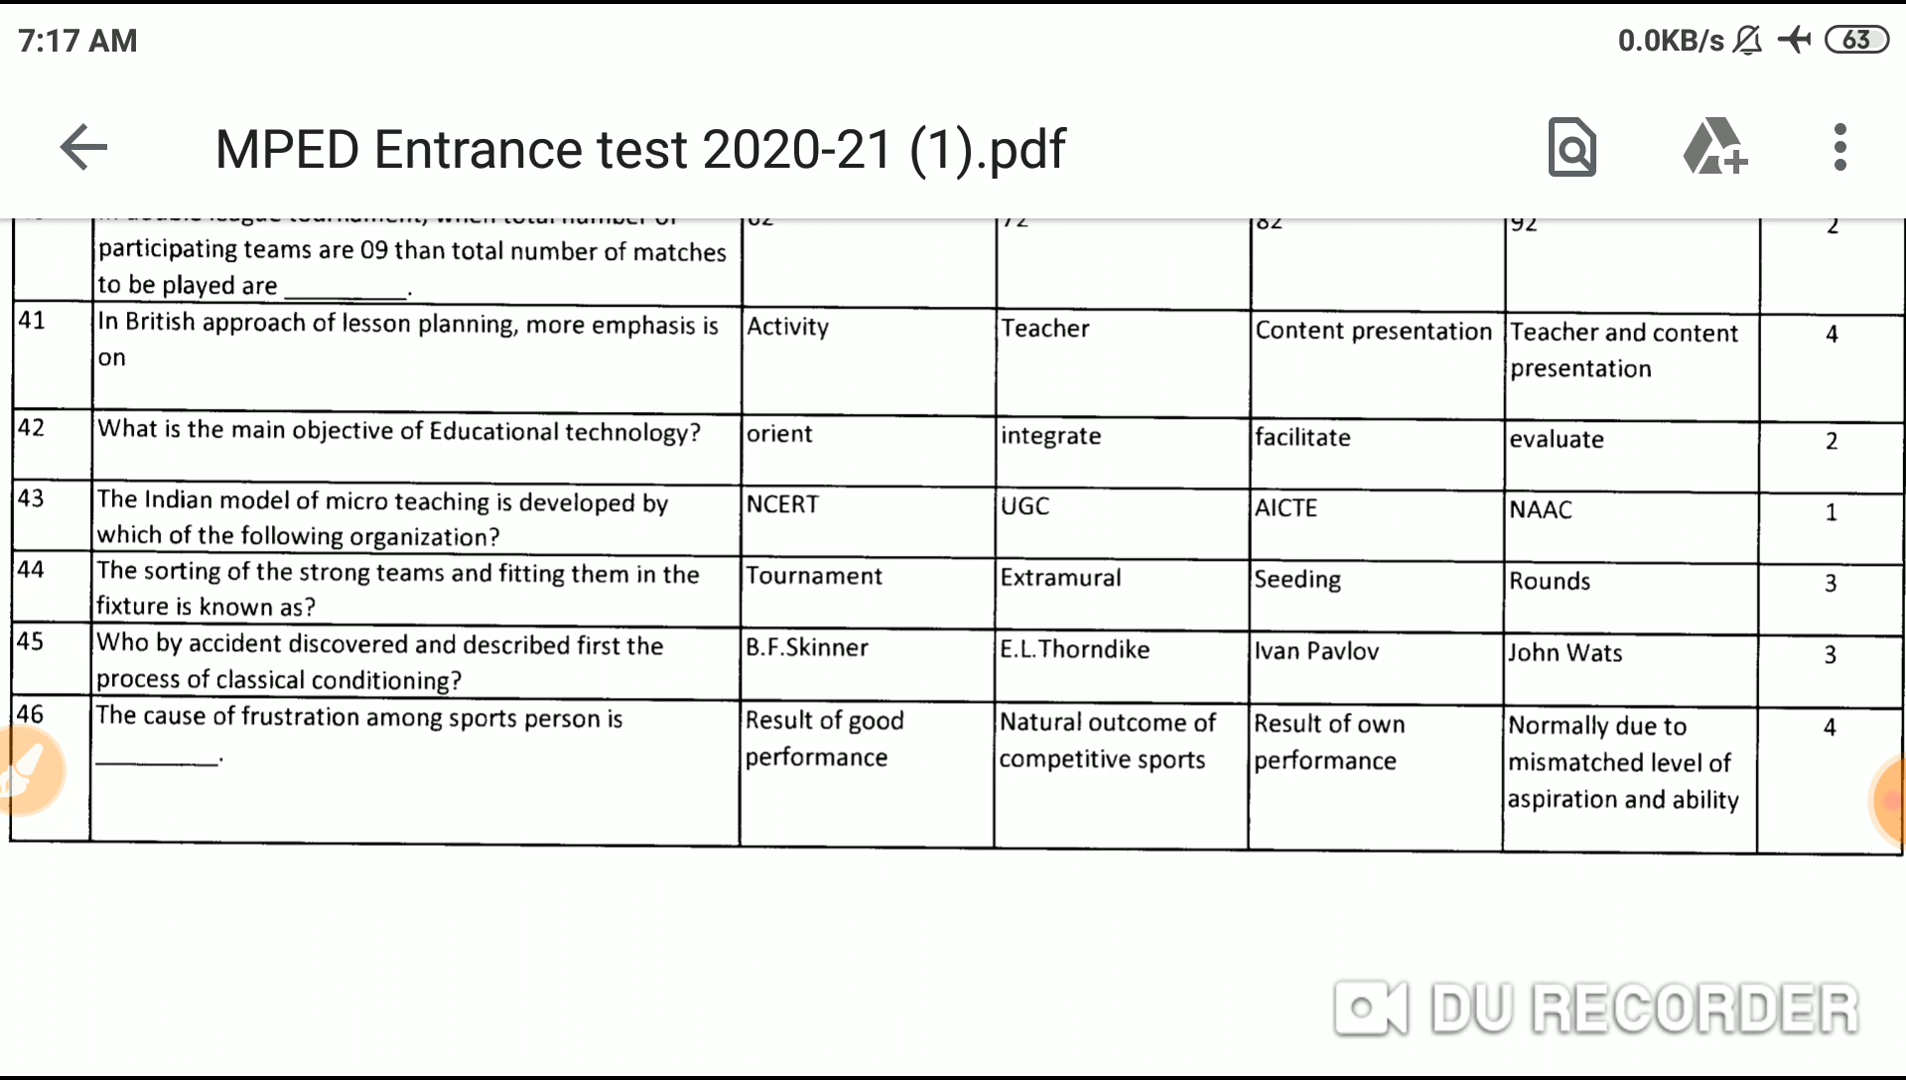 7:17 AM
0.0KB/s
63
MPED Entrance test 2020-21 (1).pdf
participating teams are 09 than total number of matches
to be played are ________.
62
72
82
92
2
41
In British approach of lesson planning, more emphasis is
on
Activity
Teacher
Content presentation
Teacher and content
presentation
4
42
What is the main objective of Educational technology?
orient
integrate
facilitate
evaluate
2
43
The Indian model of micro teaching is developed by
which of the following organization?
NCERT
UGC
AICTE
NAAC
1
44
The sorting of the strong teams and fitting them in the
fixture is known as?
Tournament
Extramural
Seeding
Rounds
3
45
Who by accident discovered and described first the
process of classical conditioning?
B.F.Skinner
E.L.Thorndike
Ivan Pavlov
John Wats
3
46
The cause of frustration among sports person is
________.
Result of good
performance
Natural outcome of
competitive sports
Result of own
performance
Normally due to
mismatched level of
aspiration and ability
4
DU RECORDER